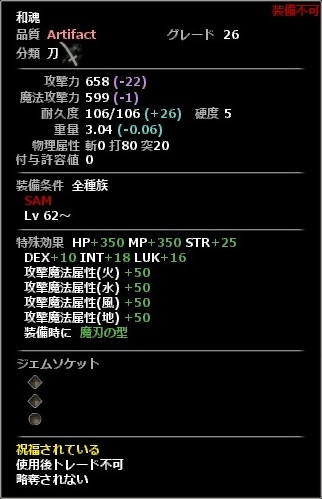 装備不可
和魂
品質 Artifact グレード 26
分類 刀
攻撃力 658 (-22)
魔法攻撃力 599 (-1)
耐久度 106/106 (+26) 硬度 5
重量 3.04 (-0.06)
物理属性 斬0 打80 突20
付与許容値 0
装備条件 全種族
SAM
Lv 62～
特殊効果 HP+350 MP+350 STR+25
DEX+10 INT+18 LUK+16
攻撃魔法属性(火) +50
攻撃魔法属性(水) +50
攻撃魔法属性(風) +50
攻撃魔法属性(地) +50
装備時に 魔刃の型
ジェムソケット
祝福されている
使用後トレード不可
略奪されない